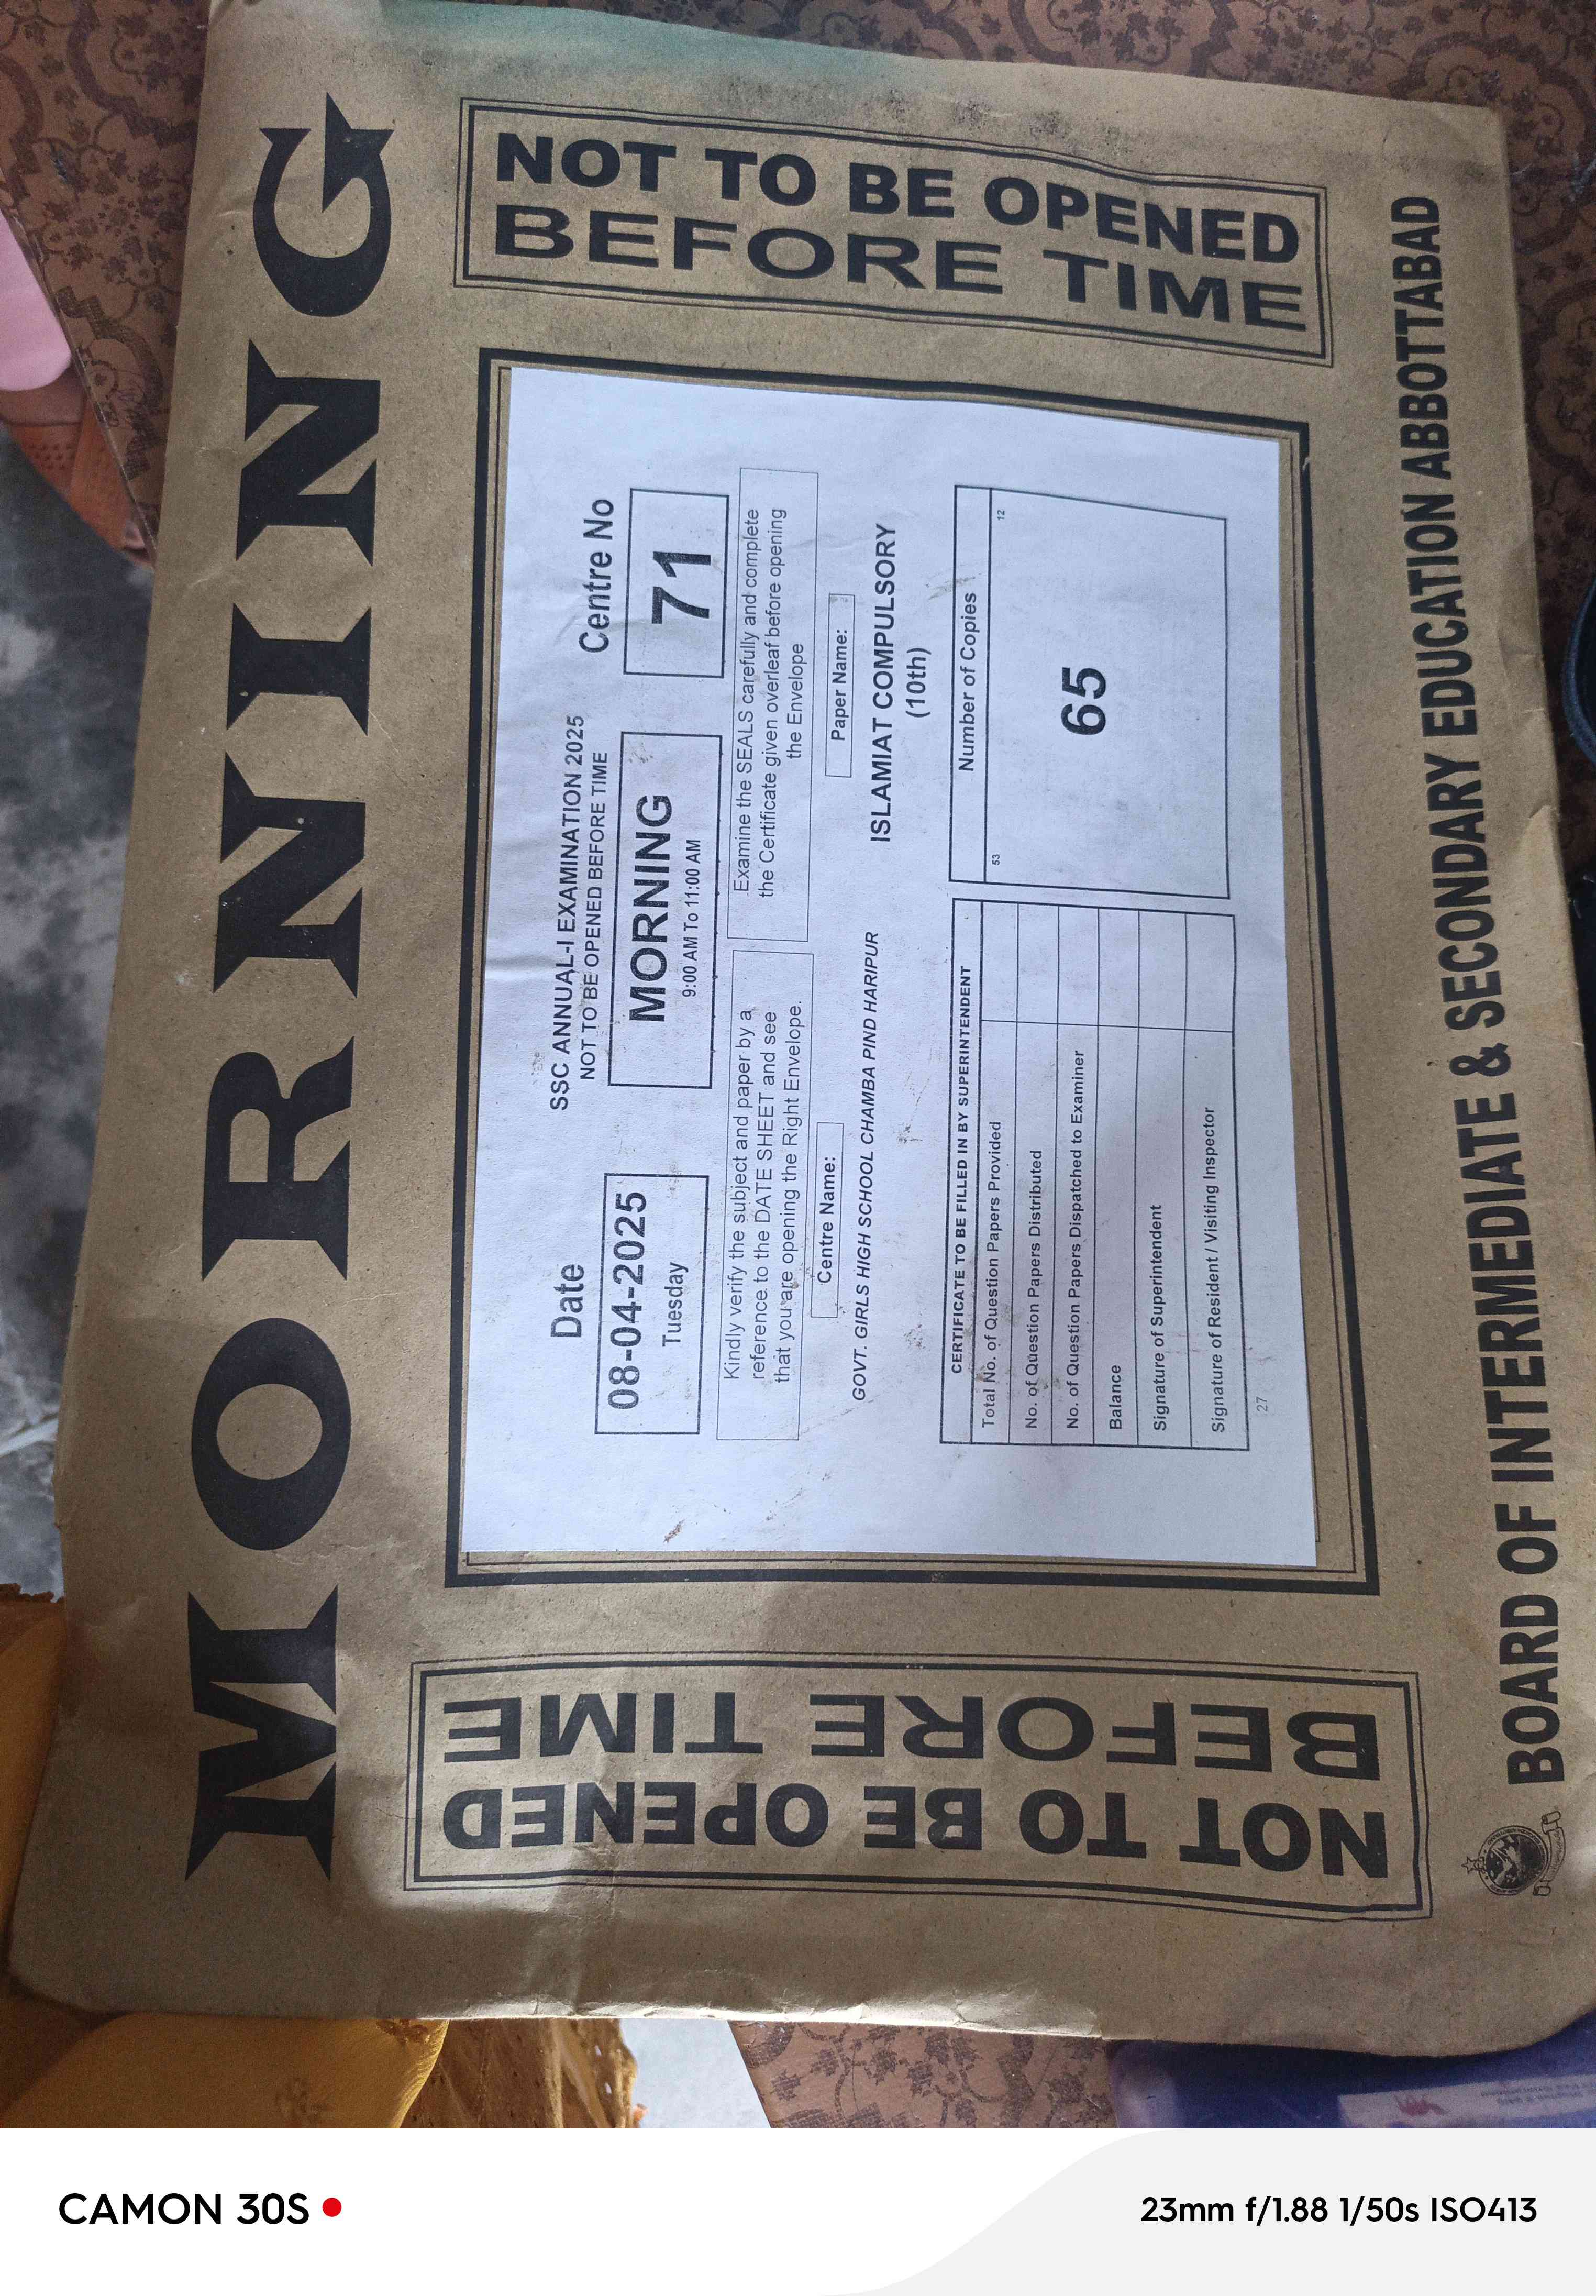 MORNING
NOT TO BE OPENED
BEFORE TIME
SSC ANNUAL-I EXAMINATION 2025
NOT TO BE OPENED BEFORE TIME
Date
08-04-2025
Tuesday
MORNING
9:00 AM To 11:00 AM
Centre No
71
Kindly verify the subject and paper by a
reference to the DATE SHEET and see
that you are opening the Right Envelope.
Examine the SEALS carefully and complete
the Certificate given overleaf before opening
the Envelope
Centre Name:
GOVT. GIRLS HIGH SCHOOL CHAMBA PIND HARIPUR
Paper Name:
ISLAMIAT COMPULSORY
(10th)
CERTIFICATE TO BE FILLED IN BY SUPERINTENDENT
Total No. of Question Papers Provided
No. of Question Papers Distributed
No. of Question Papers Dispatched to Examiner
Balance
Signature of Superintendent
Signature of Resident / Visiting Inspector
27
Number of Copies
53 12
65
NOT TO BE OPENED
BEFORE TIME
BOARD OF INTERMEDIATE & SECONDARY EDUCATION ABBOTTABAD
CAMON 30S
23mm f/1.88 1/50s ISO413